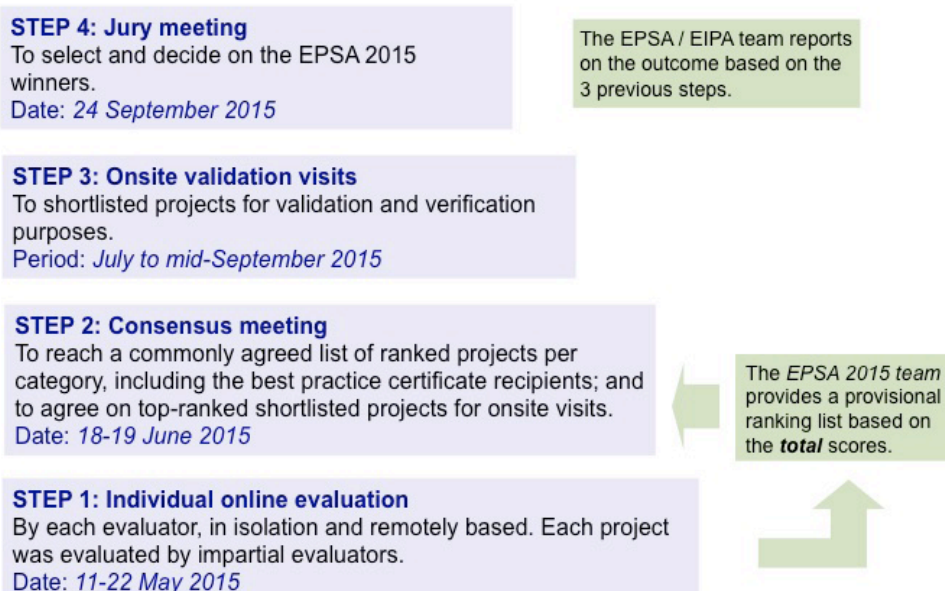 STEP 4: Jury meeting
To select and decide on the EPSA 2015
winners.
Date: 24 September 2015
The EPSA / EIPA team reports
on the outcome based on the
3 previous steps.
STEP 3: Onsite validation visits
To shortlisted projects for validation and verification
purposes.
Period: July to mid-September 2015
STEP 2: Consensus meeting
To reach a commonly agreed list of ranked projects per
category, including the best practice certificate recipients; and
to agree on top-ranked shortlisted projects for onsite visits.
Date: 18-19 June 2015
The EPSA 2015 team
provides a provisional
ranking list based on
the total scores.
STEP 1: Individual online evaluation
By each evaluator, in isolation and remotely based. Each project
was evaluated by impartial evaluators.
Date: 11-22 May 2015